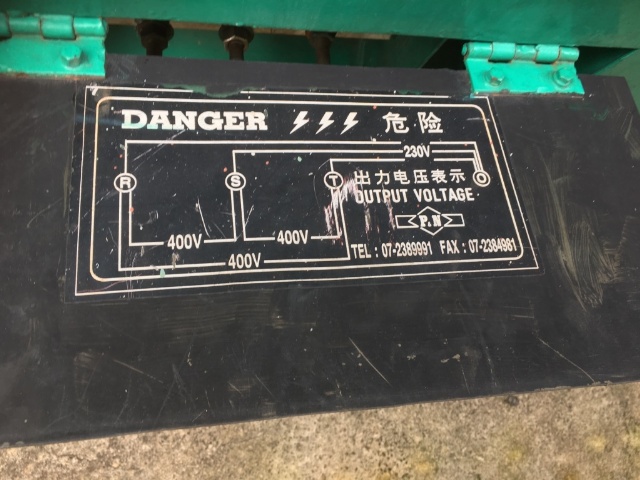 DANGER 危险
230V
R S T O
出力电压表示
OUTPUT VOLTAGE
P.N
400V 400V
400V
TEL : 07-2389991 FAX : 07-2384981